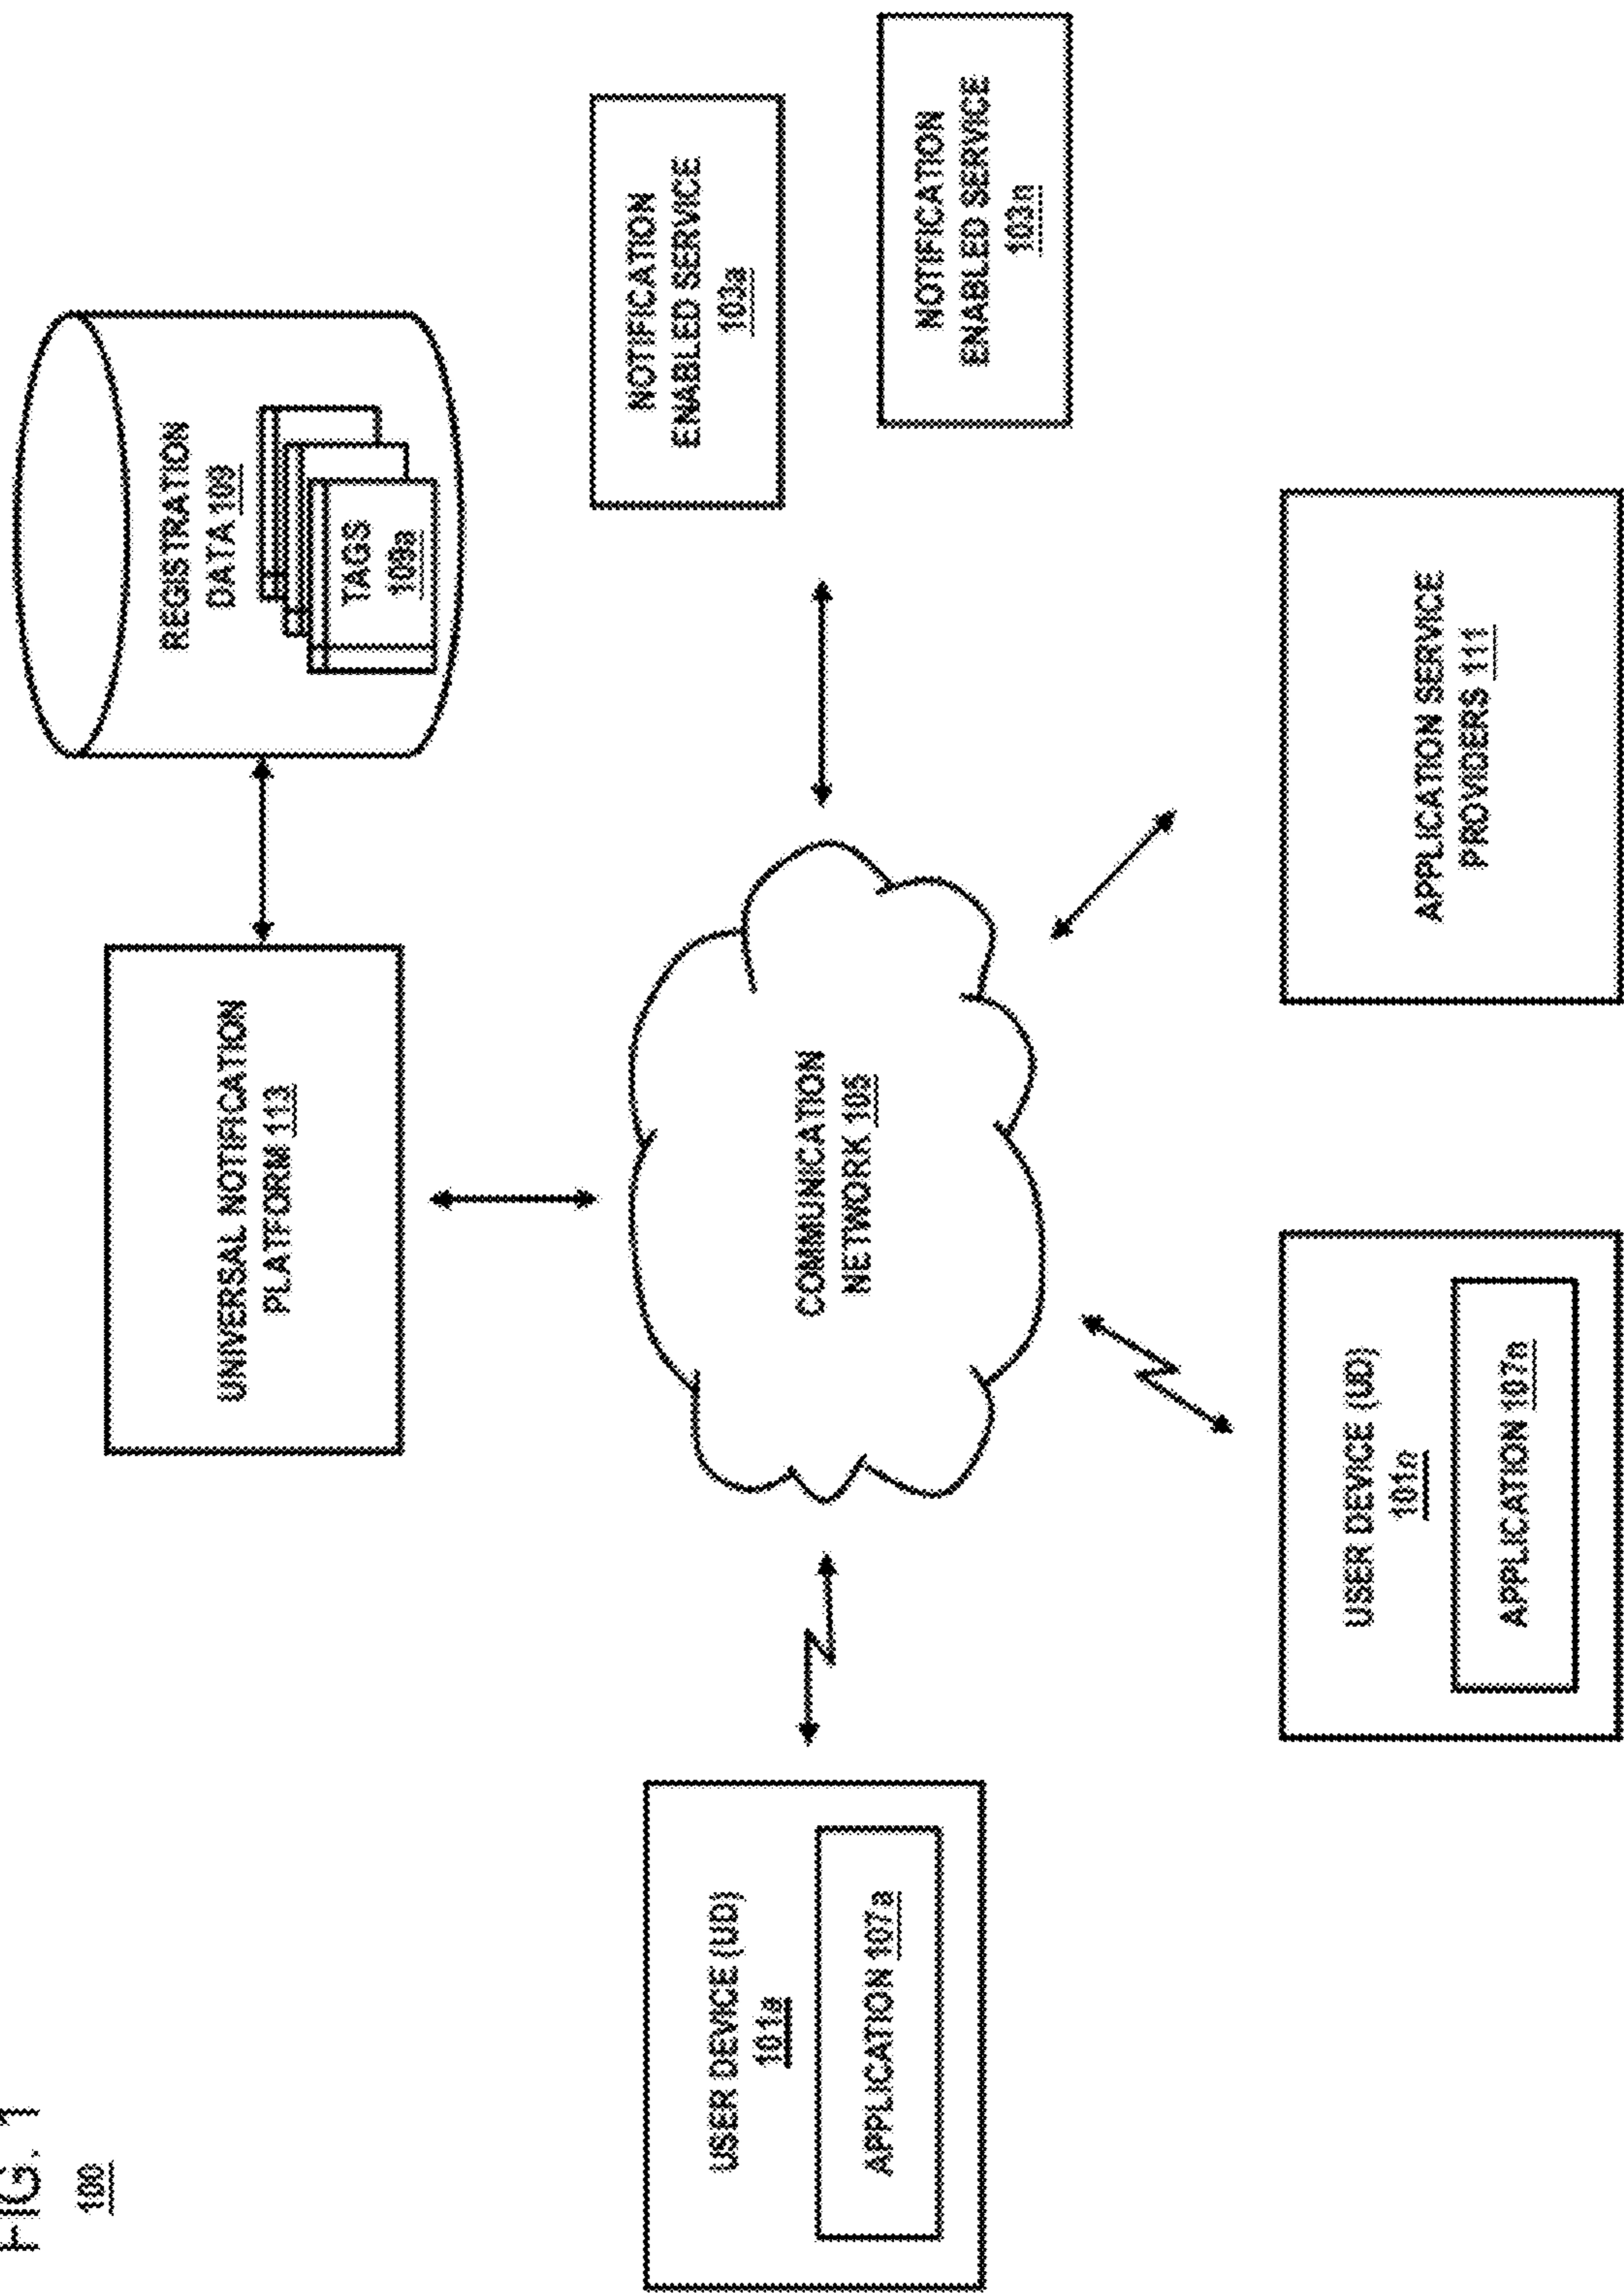 FIG. 1
100
UNIVERSAL NOTIFICATION
PLATFORM 113
REGISTRATION
DATA 109
TAGS
109a
USER DEVICE (UD)
101a
APPLICATION 107a
COMMUNICATION
NETWORK 105
NOTIFICATION
ENABLED SERVICE
103a
NOTIFICATION
ENABLED SERVICE
103n
USER DEVICE (UD)
101n
APPLICATION 107n
APPLICATION SERVICE
PROVIDERS 111